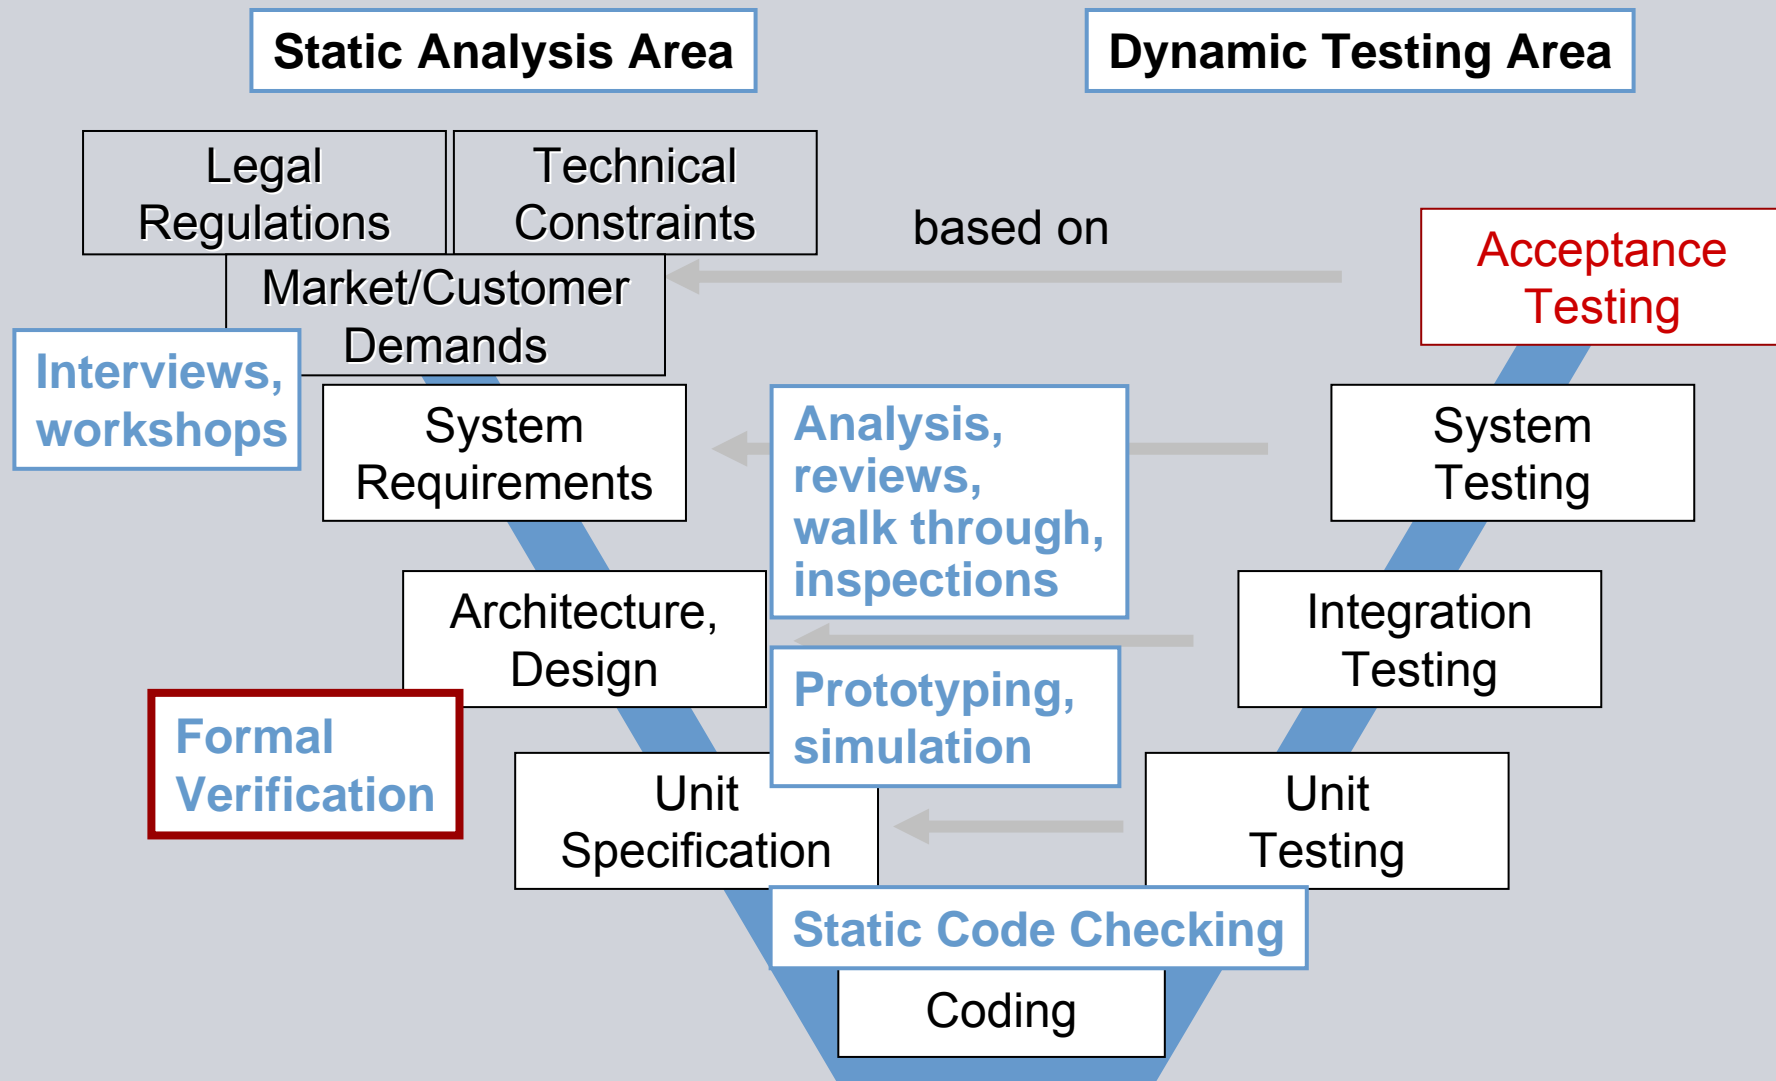 Static Analysis Area
Dynamic Testing Area
Legal
Regulations
Technical
Constraints
Market/Customer
Demands
based on
Acceptance
Testing
Interviews,
workshops
System
Requirements
Analysis,
reviews,
walk through,
inspections
System
Testing
Architecture,
Design
Integration
Testing
Formal
Verification
Prototyping,
simulation
Unit
Specification
Unit
Testing
Static Code Checking
Coding